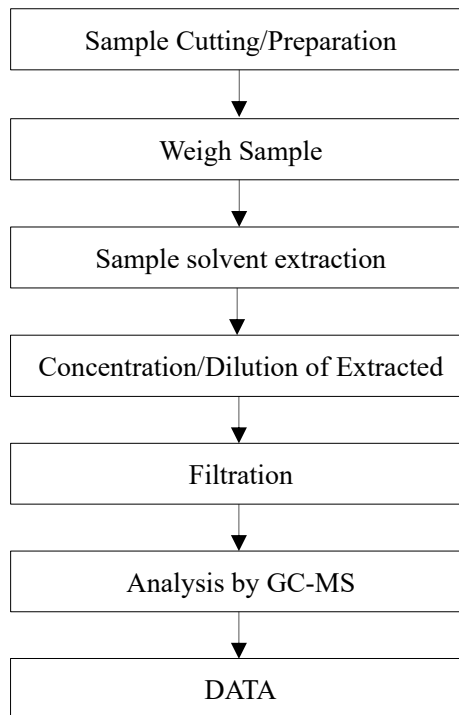 Sample Cutting/Preparation
Weigh Sample
Sample solvent extraction
Concentration/Dilution of Extracted
Filtration
Analysis by GC-MS
DATA